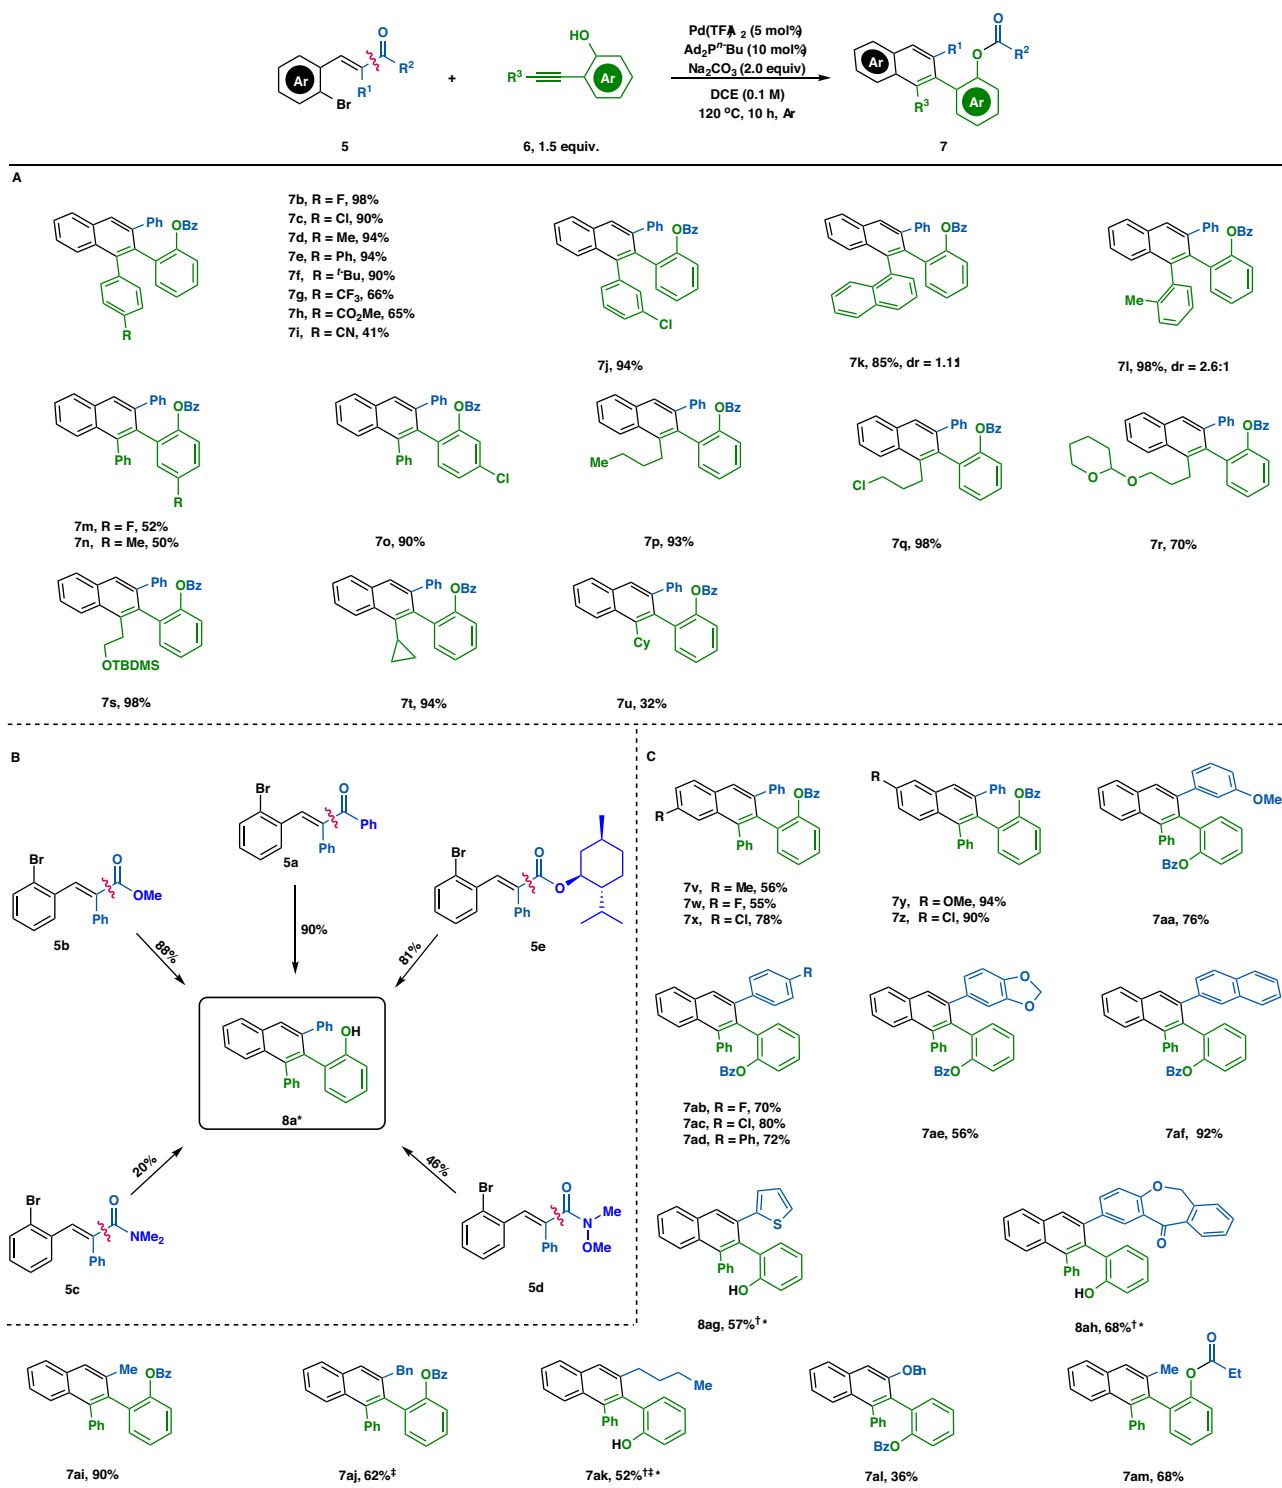 O
R²
R¹
Ar
Br
5
+
HO
R³
Ar
6, 1.5 equiv.
Pd(TFA)₂ (5 mol%)
Ad₂PⁿBu (10 mol%)
Na₂CO₃ (2.0 equiv)
DCE (0.1 M)
120 °C, 10 h, Ar
O
R¹
O
R²
Ar
R³
Ar
7
A
Ph
OBz
R
7b, R = F, 98%
7c, R = Cl, 90%
7d, R = Me, 94%
7e, R = Ph, 94%
7f, R = ᵗBu, 90%
7g, R = CF₃, 66%
7h, R = CO₂Me, 65%
7i, R = CN, 41%
Ph
OBz
Cl
7j, 94%
Ph
OBz
7k, 85%, dr = 1.1:1
Ph
OBz
Me
7l, 98%, dr = 2.6:1
Ph
OBz
Ph
R
7m, R = F, 52%
7n, R = Me, 50%
Ph
OBz
Ph
Cl
7o, 90%
Ph
OBz
Me
7p, 93%
Ph
OBz
Cl
7q, 98%
Ph
OBz
O
O
7r, 70%
Ph
OBz
OTBDMS
7s, 98%
Ph
OBz
7t, 94%
Ph
OBz
Cy
7u, 32%
B
Br
O
Ph
Ph
5a
Br
O
OMe
Ph
5b
Br
O
O
Ph
5e
90%
88%
81%
Ph
OH
Ph
8a*
20%
46%
Br
O
NMe₂
Ph
5c
Br
O
N
Me
OMe
Ph
5d
C
R
Ph
OBz
Ph
7v, R = Me, 56%
7w, R = F, 55%
7x, R = Cl, 78%
R
Ph
OBz
Ph
7y, R = OMe, 94%
7z, R = Cl, 90%
OMe
Ph
BzO
7aa, 76%
R
Ph
BzO
7ab, R = F, 70%
7ac, R = Cl, 80%
7ad, R = Ph, 72%
O
O
Ph
BzO
7ae, 56%
Ph
BzO
7af, 92%
S
Ph
HO
8ag, 57%†*
O
O
Ph
HO
8ah, 68%†*
Me
OBz
Ph
7ai, 90%
Bn
OBz
Ph
7aj, 62%‡
Me
Ph
HO
7ak, 52%†‡*
OBn
Ph
BzO
7al, 36%
O
Me
O
Et
Ph
7am, 68%